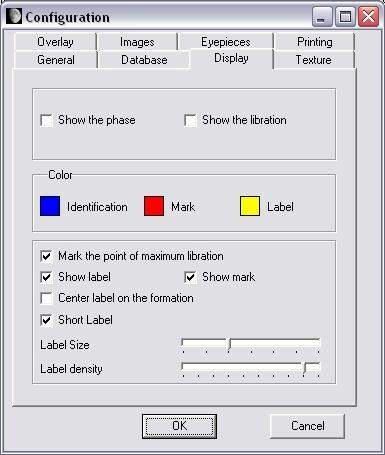 Configuration
Overlay Images Eyepieces Printing
General Database Display Texture
Show the phase Show the libration
Color
Identification Mark Label
Mark the point of maximum libration
Show label Show mark
Center label on the formation
Short Label
Label Size
Label density
OK Cancel